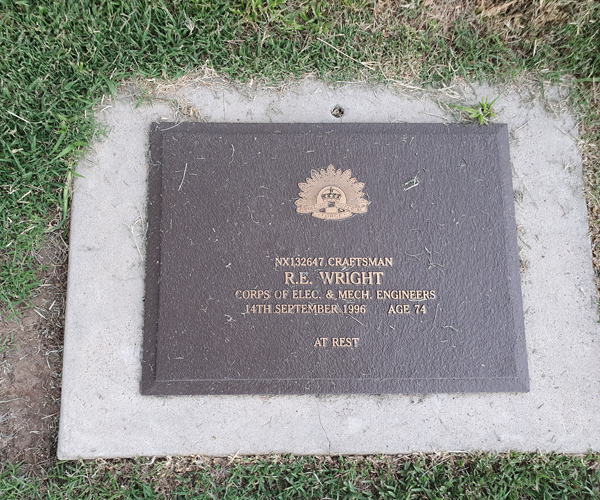 NX132647 CRAFTSMAN
R.E. WRIGHT
CORPS OF ELEC. & MECH. ENGINEERS
14TH SEPTEMBER 1996 AGE 74
AT REST